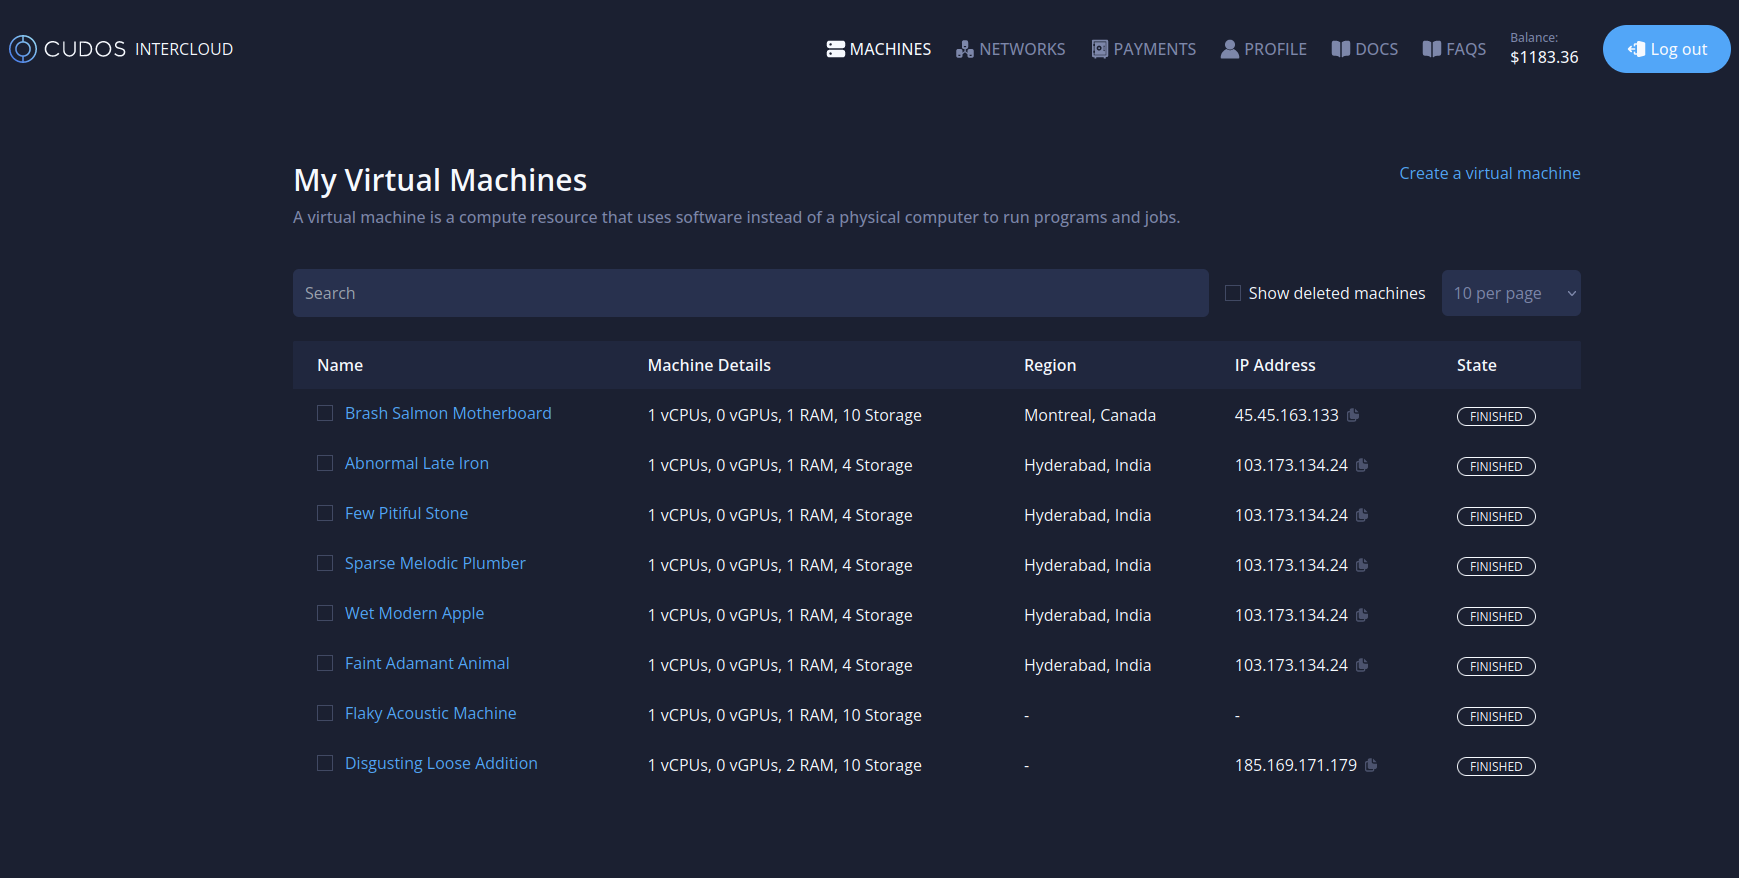 CUDOS INTERCLOUD
MACHINES NETWORKS PAYMENTS PROFILE DOCS FAQS
Balance:
$1183.36
Log out
My Virtual Machines
Create a virtual machine
A virtual machine is a compute resource that uses software instead of a physical computer to run programs and jobs.
Search
Show deleted machines
10 per page
Name Machine Details Region IP Address State
Brash Salmon Motherboard 1 vCPUs, 0 vGPUs, 1 RAM, 10 Storage Montreal, Canada 45.45.163.133 FINISHED
Abnormal Late Iron 1 vCPUs, 0 vGPUs, 1 RAM, 4 Storage Hyderabad, India 103.173.134.24 FINISHED
Few Pitiful Stone 1 vCPUs, 0 vGPUs, 1 RAM, 4 Storage Hyderabad, India 103.173.134.24 FINISHED
Sparse Melodic Plumber 1 vCPUs, 0 vGPUs, 1 RAM, 4 Storage Hyderabad, India 103.173.134.24 FINISHED
Wet Modern Apple 1 vCPUs, 0 vGPUs, 1 RAM, 4 Storage Hyderabad, India 103.173.134.24 FINISHED
Faint Adamant Animal 1 vCPUs, 0 vGPUs, 1 RAM, 4 Storage Hyderabad, India 103.173.134.24 FINISHED
Flaky Acoustic Machine 1 vCPUs, 0 vGPUs, 1 RAM, 10 Storage - - FINISHED
Disgusting Loose Addition 1 vCPUs, 0 vGPUs, 2 RAM, 10 Storage - 185.169.171.179 FINISHED